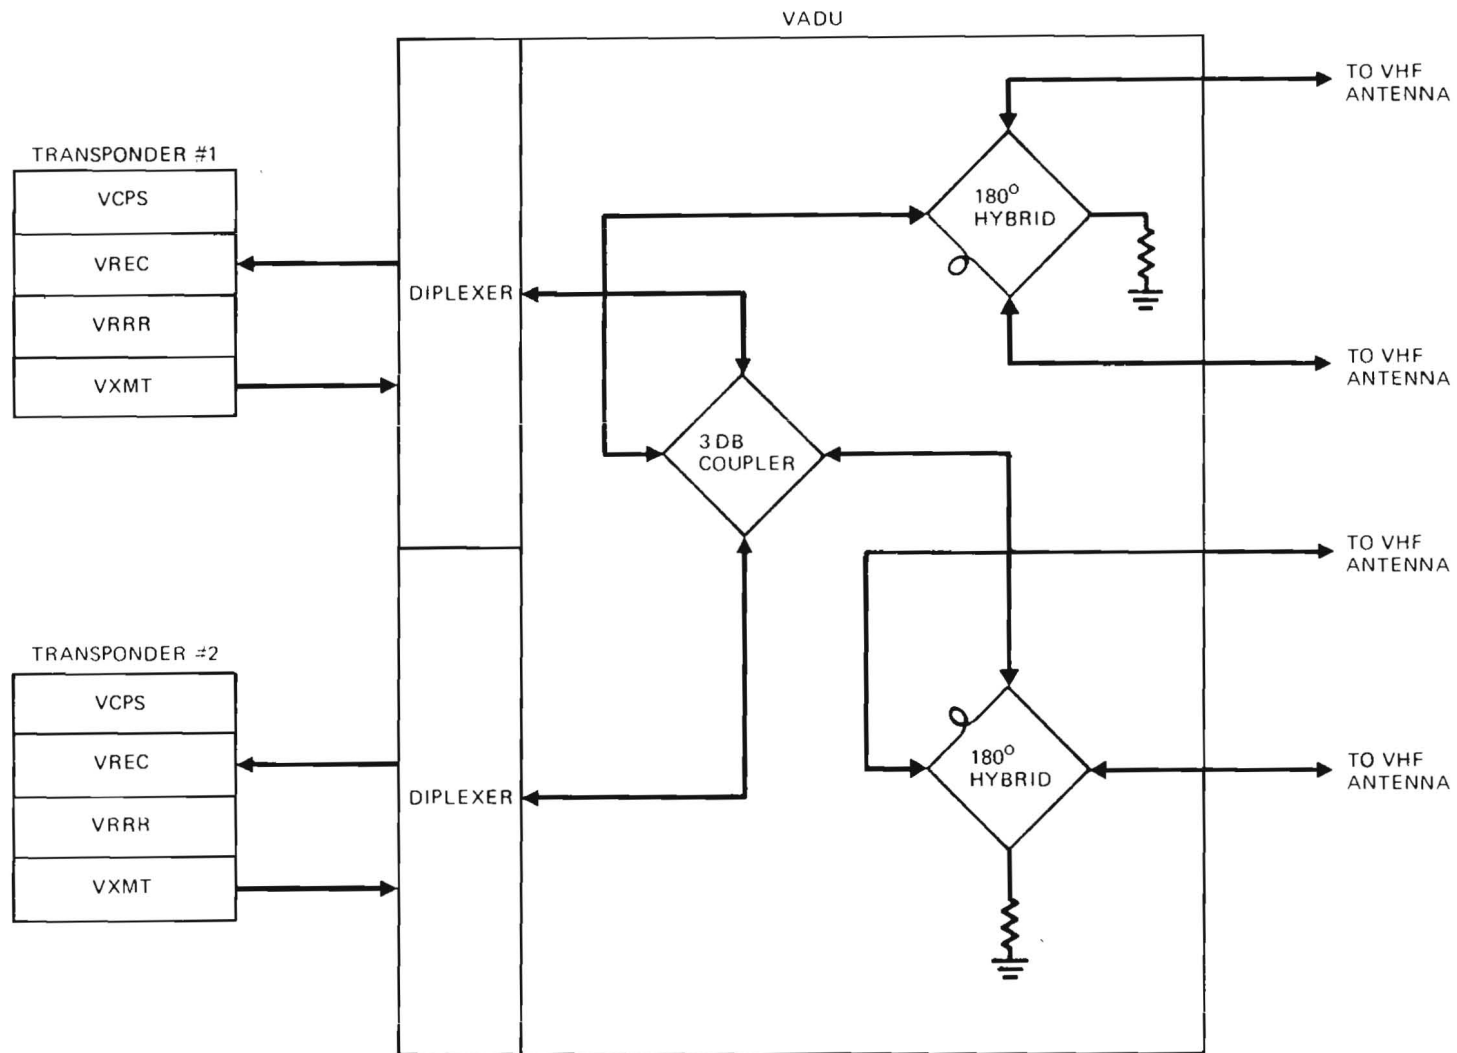 VADU
TO VHF
ANTENNA
TRANSPONDER #1
VCPS
VREC
VRRR
VXMT
DIPLEXER
180° HYBRID
TO VHF
ANTENNA
3 DB
COUPLER
TO VHF
ANTENNA
TRANSPONDER #2
VCPS
VREC
VRRR
VXMT
DIPLEXER
180° HYBRID
TO VHF
ANTENNA